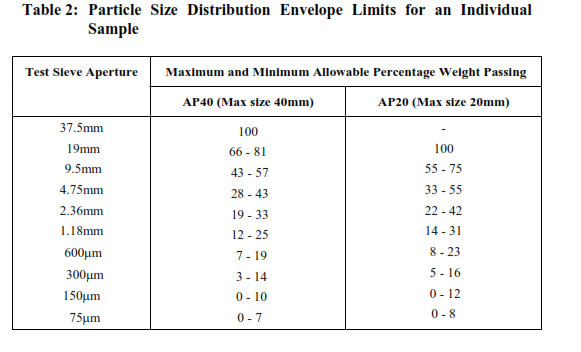 Table 2: Particle Size Distribution Envelope Limits for an Individual
Sample
Test Sieve Aperture Maximum and Minimum Allowable Percentage Weight Passing
AP40 (Max size 40mm) AP20 (Max size 20mm)
37.5mm 100 -
19mm 66 - 81 100
9.5mm 43 - 57 55 - 75
4.75mm 28 - 43 33 - 55
2.36mm 19 - 33 22 - 42
1.18mm 12 - 25 14 - 31
600µm 7 - 19 8 - 23
300µm 3 - 14 5 - 16
150µm 0 - 10 0 - 12
75µm 0 - 7 0 - 8